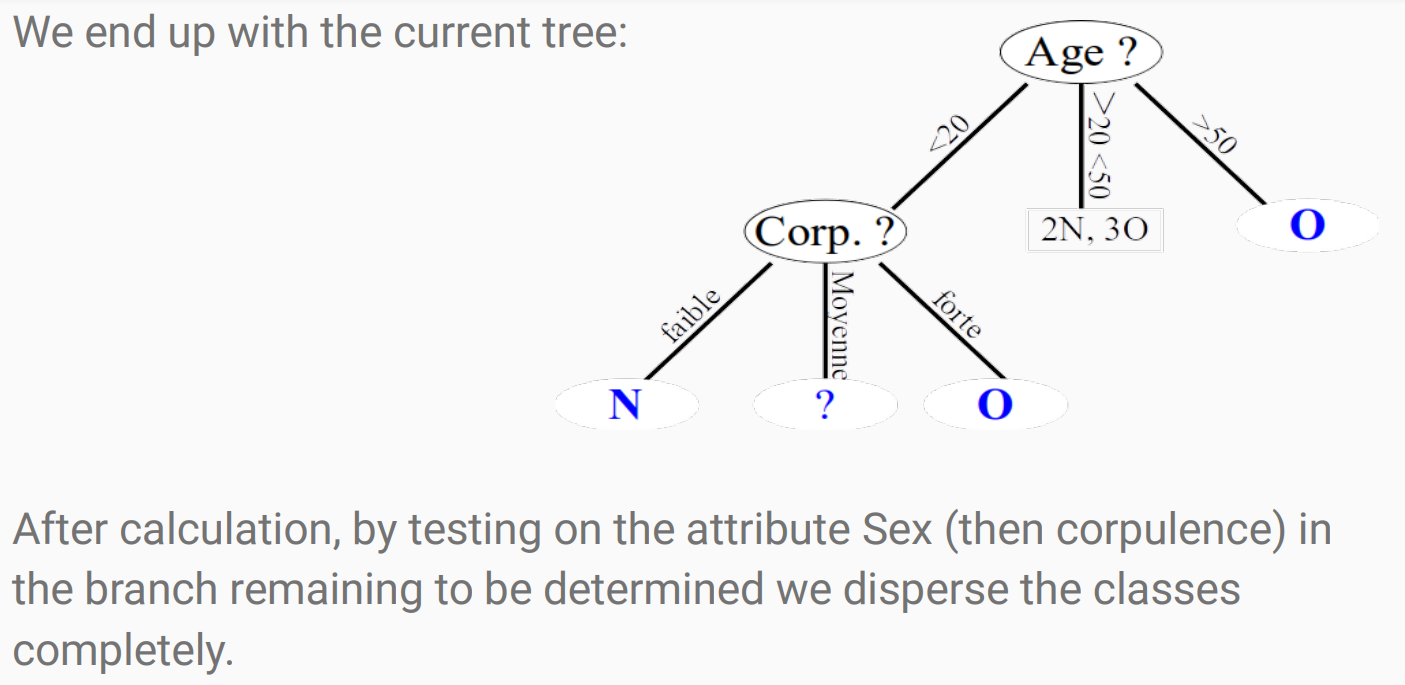 We end up with the current tree:
Age ?
<20
>20 <50
>50
Corp. ?
2N, 3O
O
faible
Moyenne
forte
N
?
O
After calculation, by testing on the attribute Sex (then corpulence) in
the branch remaining to be determined we disperse the classes
completely.